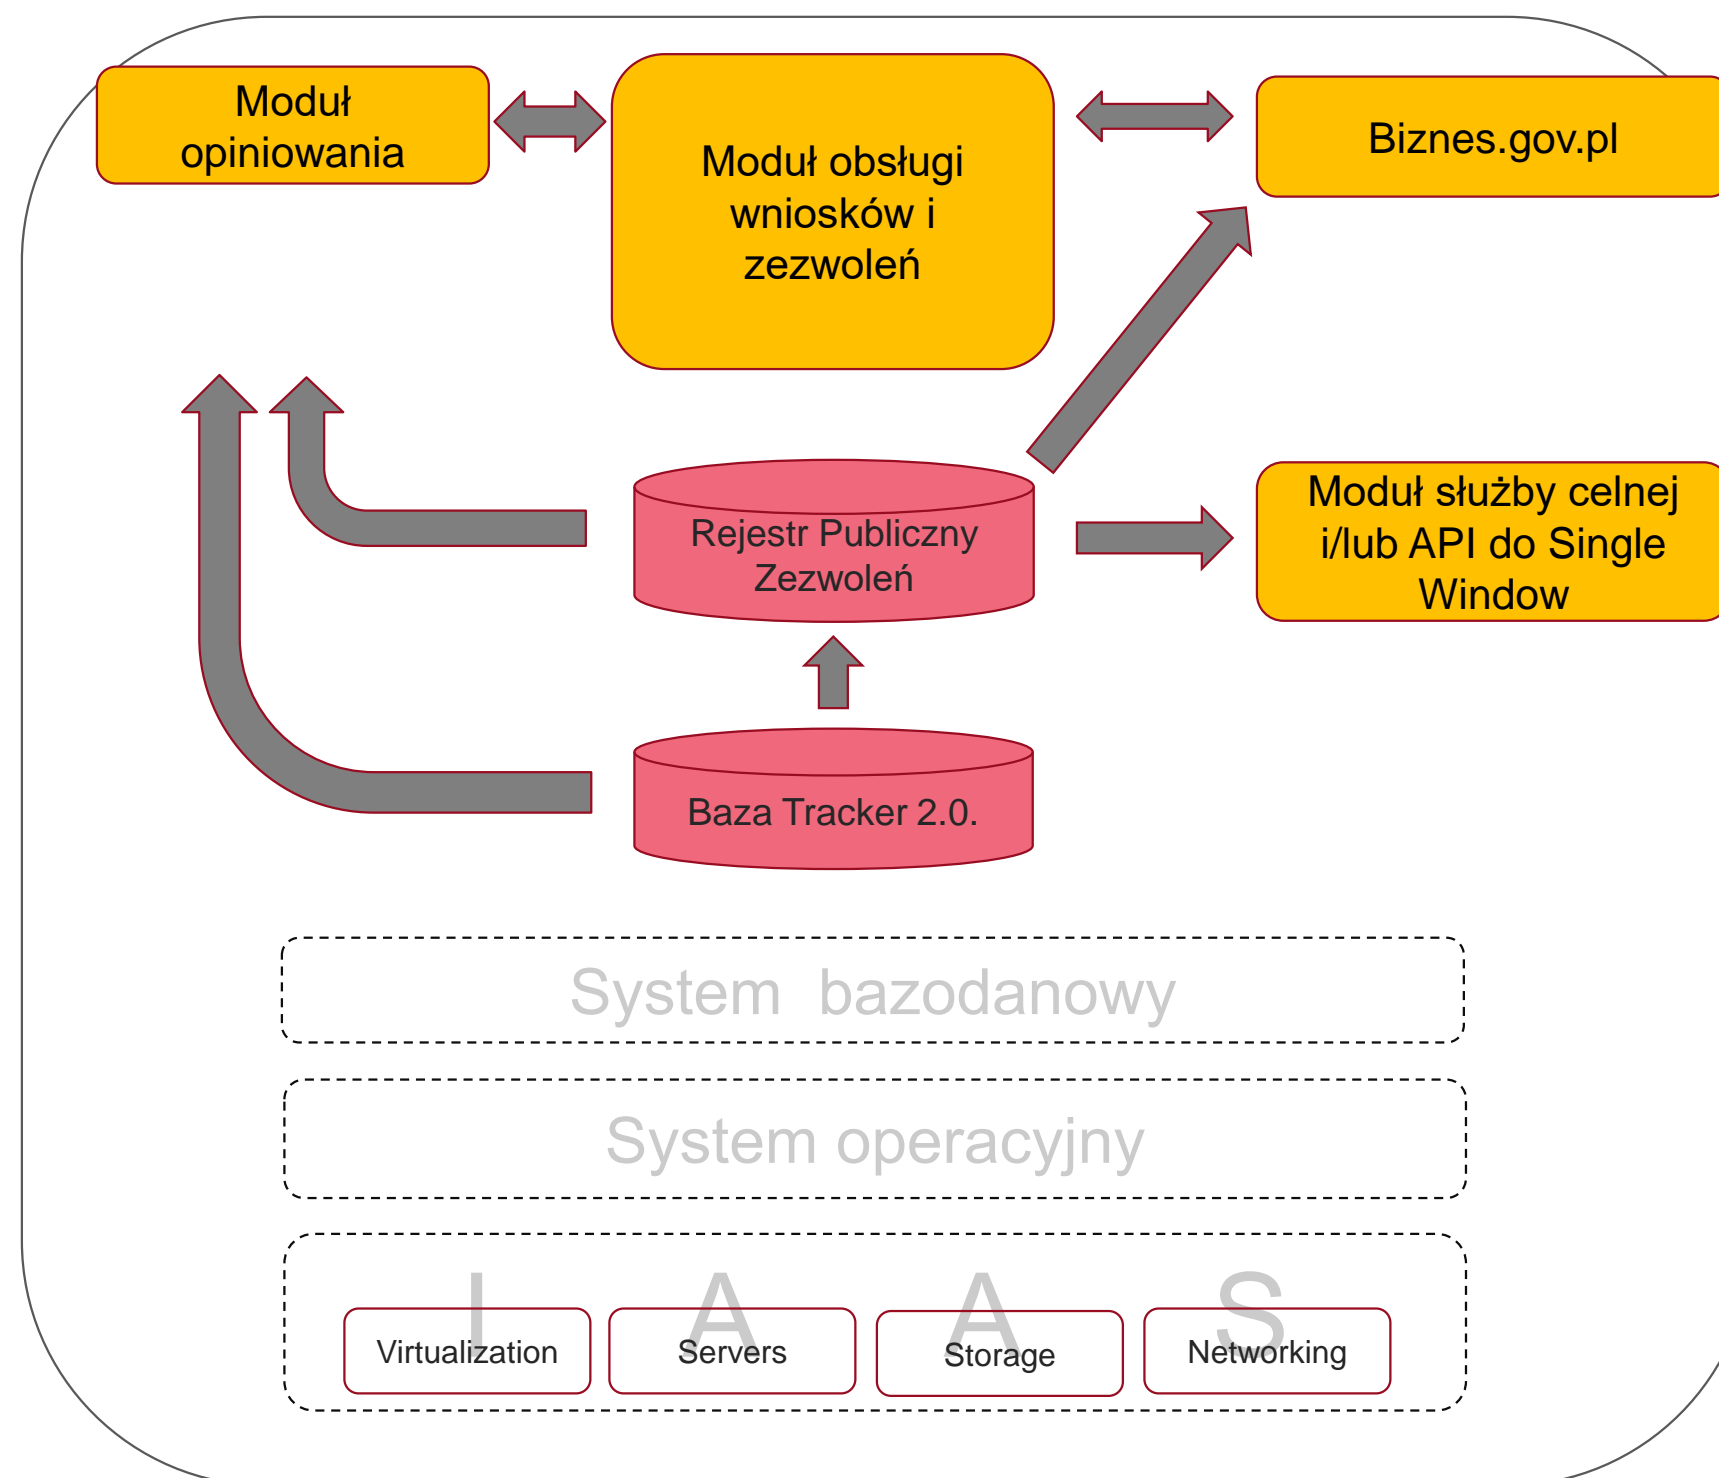 Moduł
opiniowania
Moduł obsługi
wniosków i
zezwoleń
Biznes.gov.pl
Rejestr Publiczny
Zezwoleń
Moduł służby celnej
i/lub API do Single
Window
Baza Tracker 2.0.
System bazodanowy
System operacyjny
I A A S
Virtualization
Servers
Storage
Networking